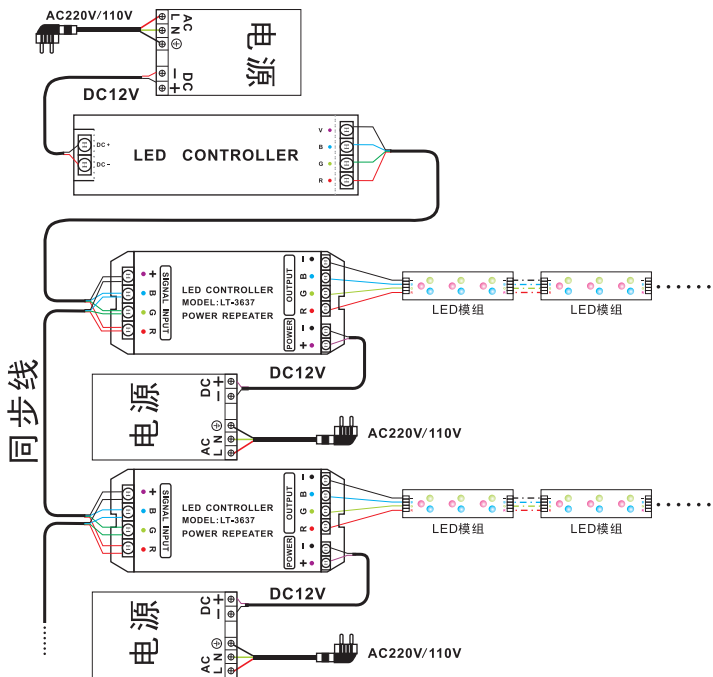 AC220V/110V
AC
L N ⏚
电源
DC
− +
DC12V
DC+
DC−
LED CONTROLLER
V
B
G
R
同步线
+
B
G
R
SIGNAL INPUT
LED CONTROLLER
MODEL:LT-3637
POWER REPEATER
OUTPUT
−
B
G
R
POWER
−
+
LED模组
LED模组
DC12V
电源
DC
+
−
AC
⏚
N
L
AC220V/110V
+
B
G
R
SIGNAL INPUT
LED CONTROLLER
MODEL:LT-3637
POWER REPEATER
OUTPUT
−
B
G
R
POWER
−
+
LED模组
LED模组
DC12V
电源
DC
+
−
AC
⏚
N
L
AC220V/110V